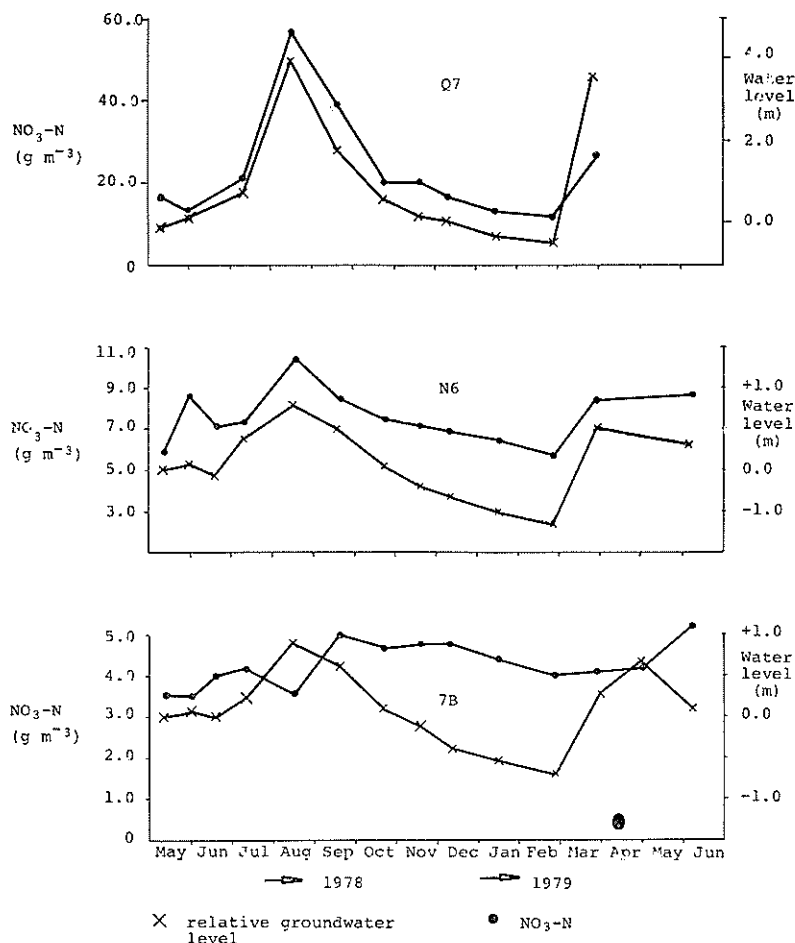 60.0
4.0
Q7
Water
level
(m)
40.0
NO₃-N
(g m⁻³)
2.0
20.0
0.0
0
11.0
9.0
N6
+1.0
Water
level
(m)
NO₃-N
(g m⁻³)
7.0
5.0
0.0
3.0
-1.0
5.0
+1.0
Water
level
(m)
4.0
7B
NO₃-N
(g m⁻³)
3.0
0.0
2.0
1.0
-1.0
0
May Jun Jul Aug Sep Oct Nov Dec Jan Feb Mar Apr May Jun
1978 1979
× relative groundwater
level
• NO₃-N